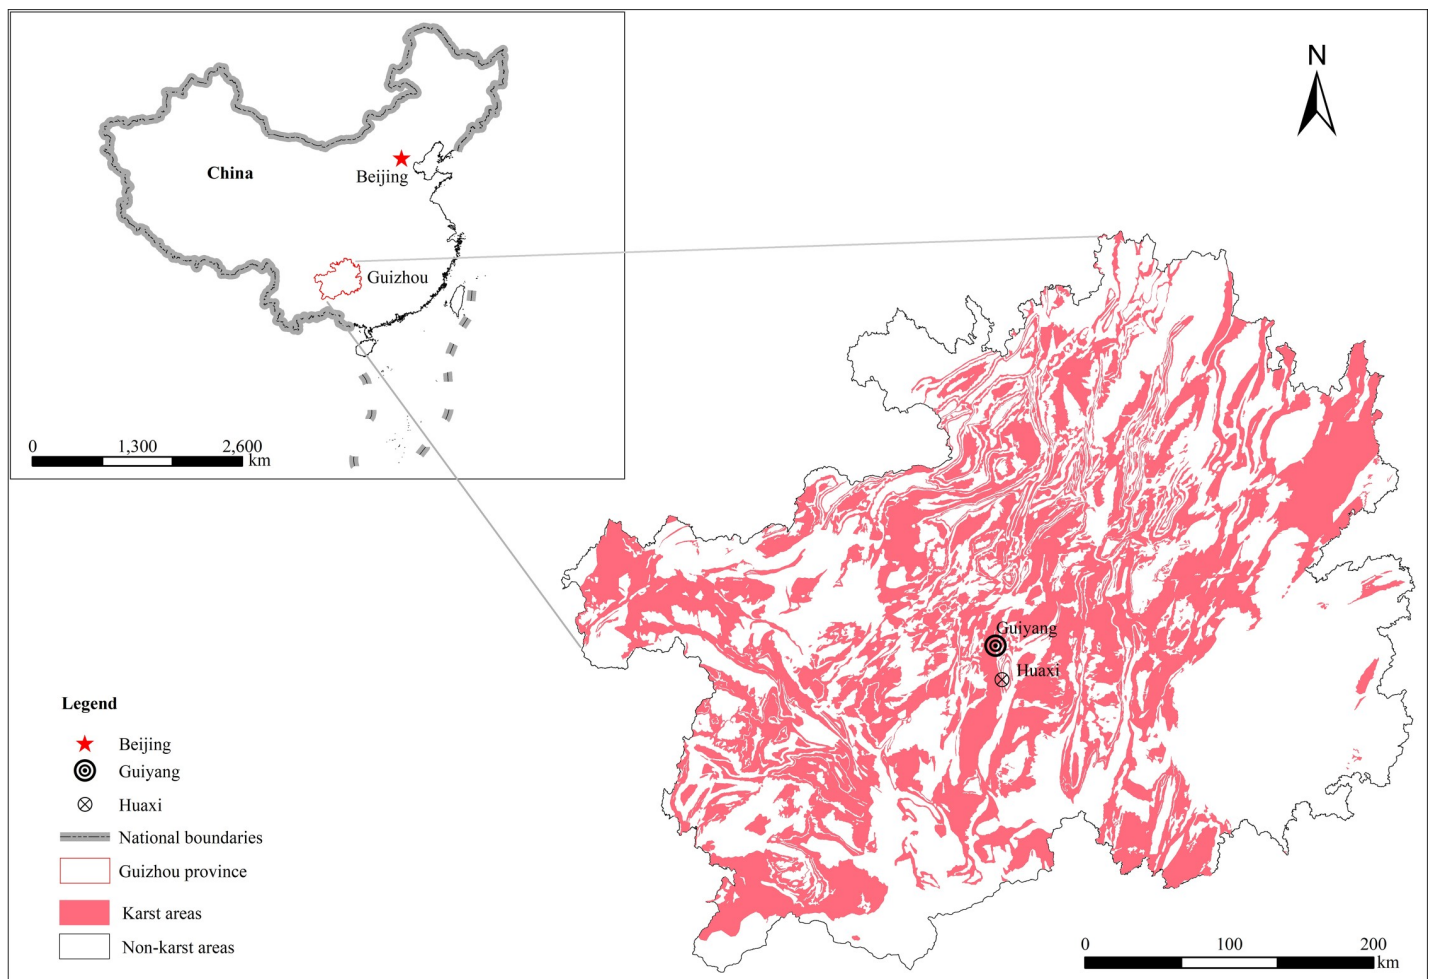 N
China
Beijing
Guizhou
0 1,300 2,600
km
Guiyang
Huaxi
Legend
Beijing
Guiyang
Huaxi
National boundaries
Guizhou province
Karst areas
Non-karst areas
0 100 200
km